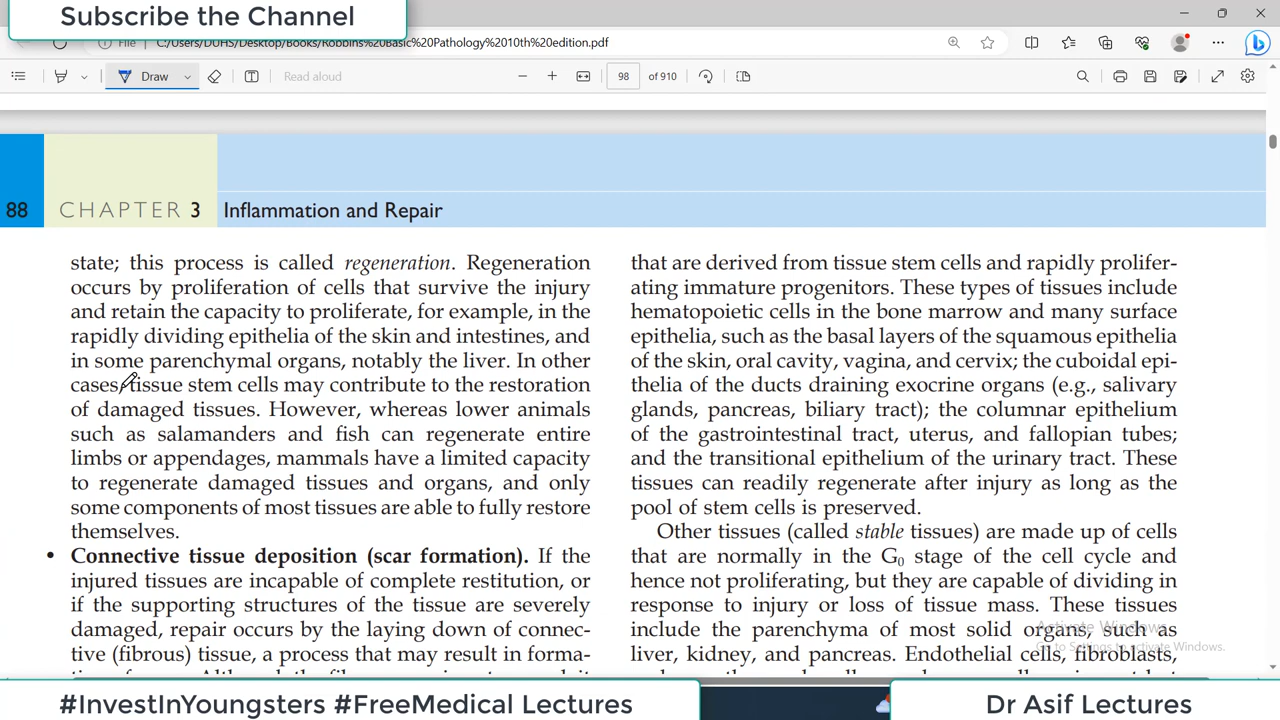 Subscribe the Channel
File
C:/Users/DUHS/Desktop/Books/Robbins%20Basic%20Pathology%2010th%20edition.pdf
Draw
Read aloud
98
of 910
88
CHAPTER 3
Inflammation and Repair
state; this process is called regeneration. Regeneration
occurs by proliferation of cells that survive the injury
and retain the capacity to proliferate, for example, in the
rapidly dividing epithelia of the skin and intestines, and
in some parenchymal organs, notably the liver. In other
cases, tissue stem cells may contribute to the restoration
of damaged tissues. However, whereas lower animals
such as salamanders and fish can regenerate entire
limbs or appendages, mammals have a limited capacity
to regenerate damaged tissues and organs, and only
some components of most tissues are able to fully restore
themselves.
• Connective tissue deposition (scar formation). If the
injured tissues are incapable of complete restitution, or
if the supporting structures of the tissue are severely
damaged, repair occurs by the laying down of connec-
tive (fibrous) tissue, a process that may result in forma-
that are derived from tissue stem cells and rapidly prolifer-
ating immature progenitors. These types of tissues include
hematopoietic cells in the bone marrow and many surface
epithelia, such as the basal layers of the squamous epithelia
of the skin, oral cavity, vagina, and cervix; the cuboidal epi-
thelia of the ducts draining exocrine organs (e.g., salivary
glands, pancreas, biliary tract); the columnar epithelium
of the gastrointestinal tract, uterus, and fallopian tubes;
and the transitional epithelium of the urinary tract. These
tissues can readily regenerate after injury as long as the
pool of stem cells is preserved.
Other tissues (called stable tissues) are made up of cells
that are normally in the G0 stage of the cell cycle and
hence not proliferating, but they are capable of dividing in
response to injury or loss of tissue mass. These tissues
include the parenchyma of most solid organs, such as
liver, kidney, and pancreas. Endothelial cells, fibroblasts,
Activate Windows
Go to Settings to activate Windows.
#InvestInYoungsters #FreeMedical Lectures
Dr Asif Lectures